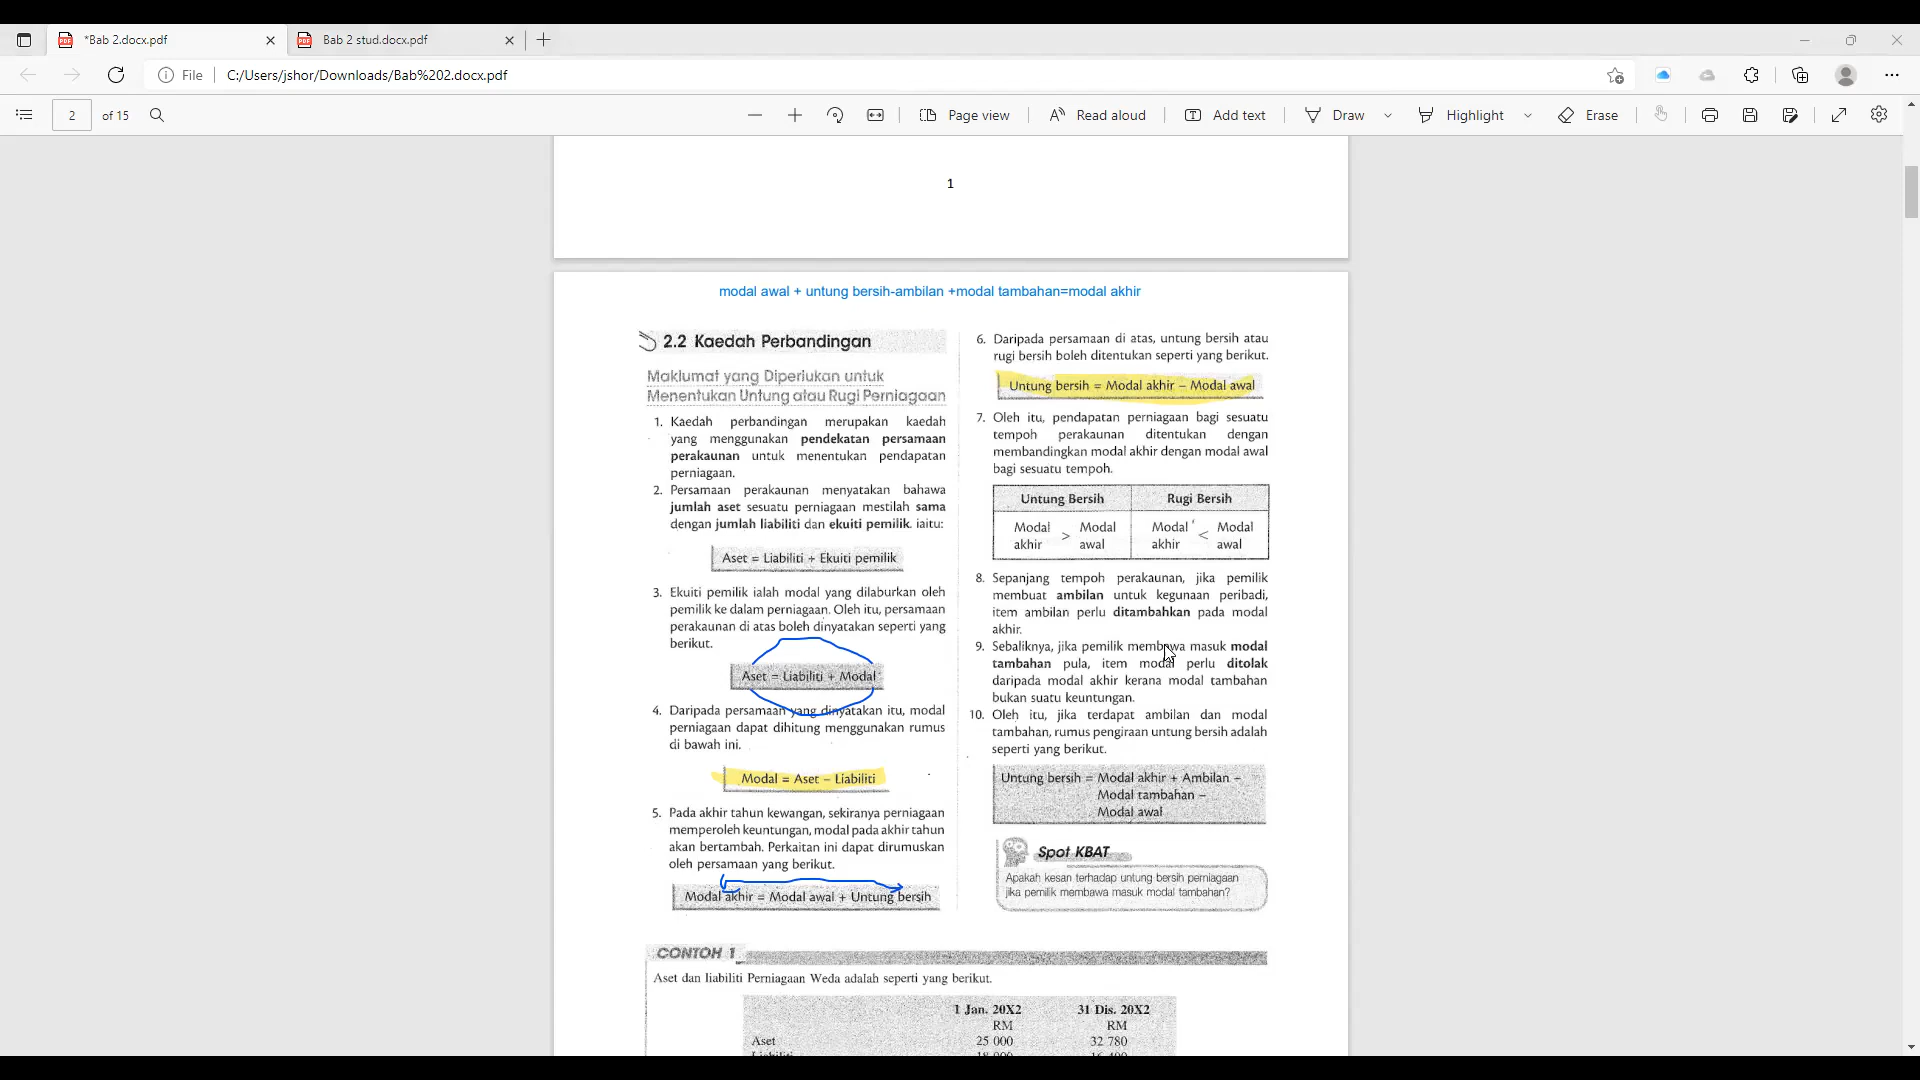 *Bab 2.docx.pdf
Bab 2 stud.docx.pdf
File
C:/Users/jshor/Downloads/Bab%202.docx.pdf
2
of 15
Page view
Read aloud
Add text
Draw
Highlight
Erase
1
modal awal + untung bersih-ambilan +modal tambahan=modal akhir
2.2 Kaedah Perbandingan
Maklumat yang Diperlukan untuk
Menentukan Untung atau Rugi Perniagaan
1. Kaedah perbandingan merupakan kaedah
yang menggunakan pendekatan persamaan
perakaunan untuk menentukan pendapatan
perniagaan.
2. Persamaan perakaunan menyatakan bahawa
jumlah aset sesuatu perniagaan mestilah sama
dengan jumlah liabiliti dan ekuiti pemilik. iaitu:
Aset = Liabiliti + Ekuiti pemilik
3. Ekuiti pemilik ialah modal yang dilaburkan oleh
pemilik ke dalam perniagaan. Oleh itu, persamaan
perakaunan di atas boleh dinyatakan seperti yang
berikut.
Aset = Liabiliti + Modal
4. Daripada persamaan yang dinyatakan itu, modal
perniagaan dapat dihitung menggunakan rumus
di bawah ini.
Modal = Aset – Liabiliti
5. Pada akhir tahun kewangan, sekiranya perniagaan
memperoleh keuntungan, modal pada akhir tahun
akan bertambah. Perkaitan ini dapat dirumuskan
oleh persamaan yang berikut.
Modal akhir = Modal awal + Untung bersih
6. Daripada persamaan di atas, untung bersih atau
rugi bersih boleh ditentukan seperti yang berikut.
Untung bersih = Modal akhir – Modal awal
7. Oleh itu, pendapatan perniagaan bagi sesuatu
tempoh perakaunan ditentukan dengan
membandingkan modal akhir dengan modal awal
bagi sesuatu tempoh.
Untung Bersih Rugi Bersih
Modal akhir > Modal awal
Modal akhir < Modal awal
8. Sepanjang tempoh perakaunan, jika pemilik
membuat ambilan untuk kegunaan peribadi,
item ambilan perlu ditambahkan pada modal
akhir.
9. Sebaliknya, jika pemilik membawa masuk modal
tambahan pula, item modal perlu ditolak
daripada modal akhir kerana modal tambahan
bukan suatu keuntungan.
10. Oleh itu, jika terdapat ambilan dan modal
tambahan, rumus pengiraan untung bersih adalah
seperti yang berikut.
Untung bersih = Modal akhir + Ambilan –
Modal tambahan –
Modal awal
Spot KBAT
Apakah kesan terhadap untung bersih perniagaan
jika pemilik membawa masuk modal tambahan?
CONTOH 1
Aset dan liabiliti Perniagaan Weda adalah seperti yang berikut.
1 Jan. 20X2 31 Dis. 20X2
RM RM
Aset 25 000 32 780